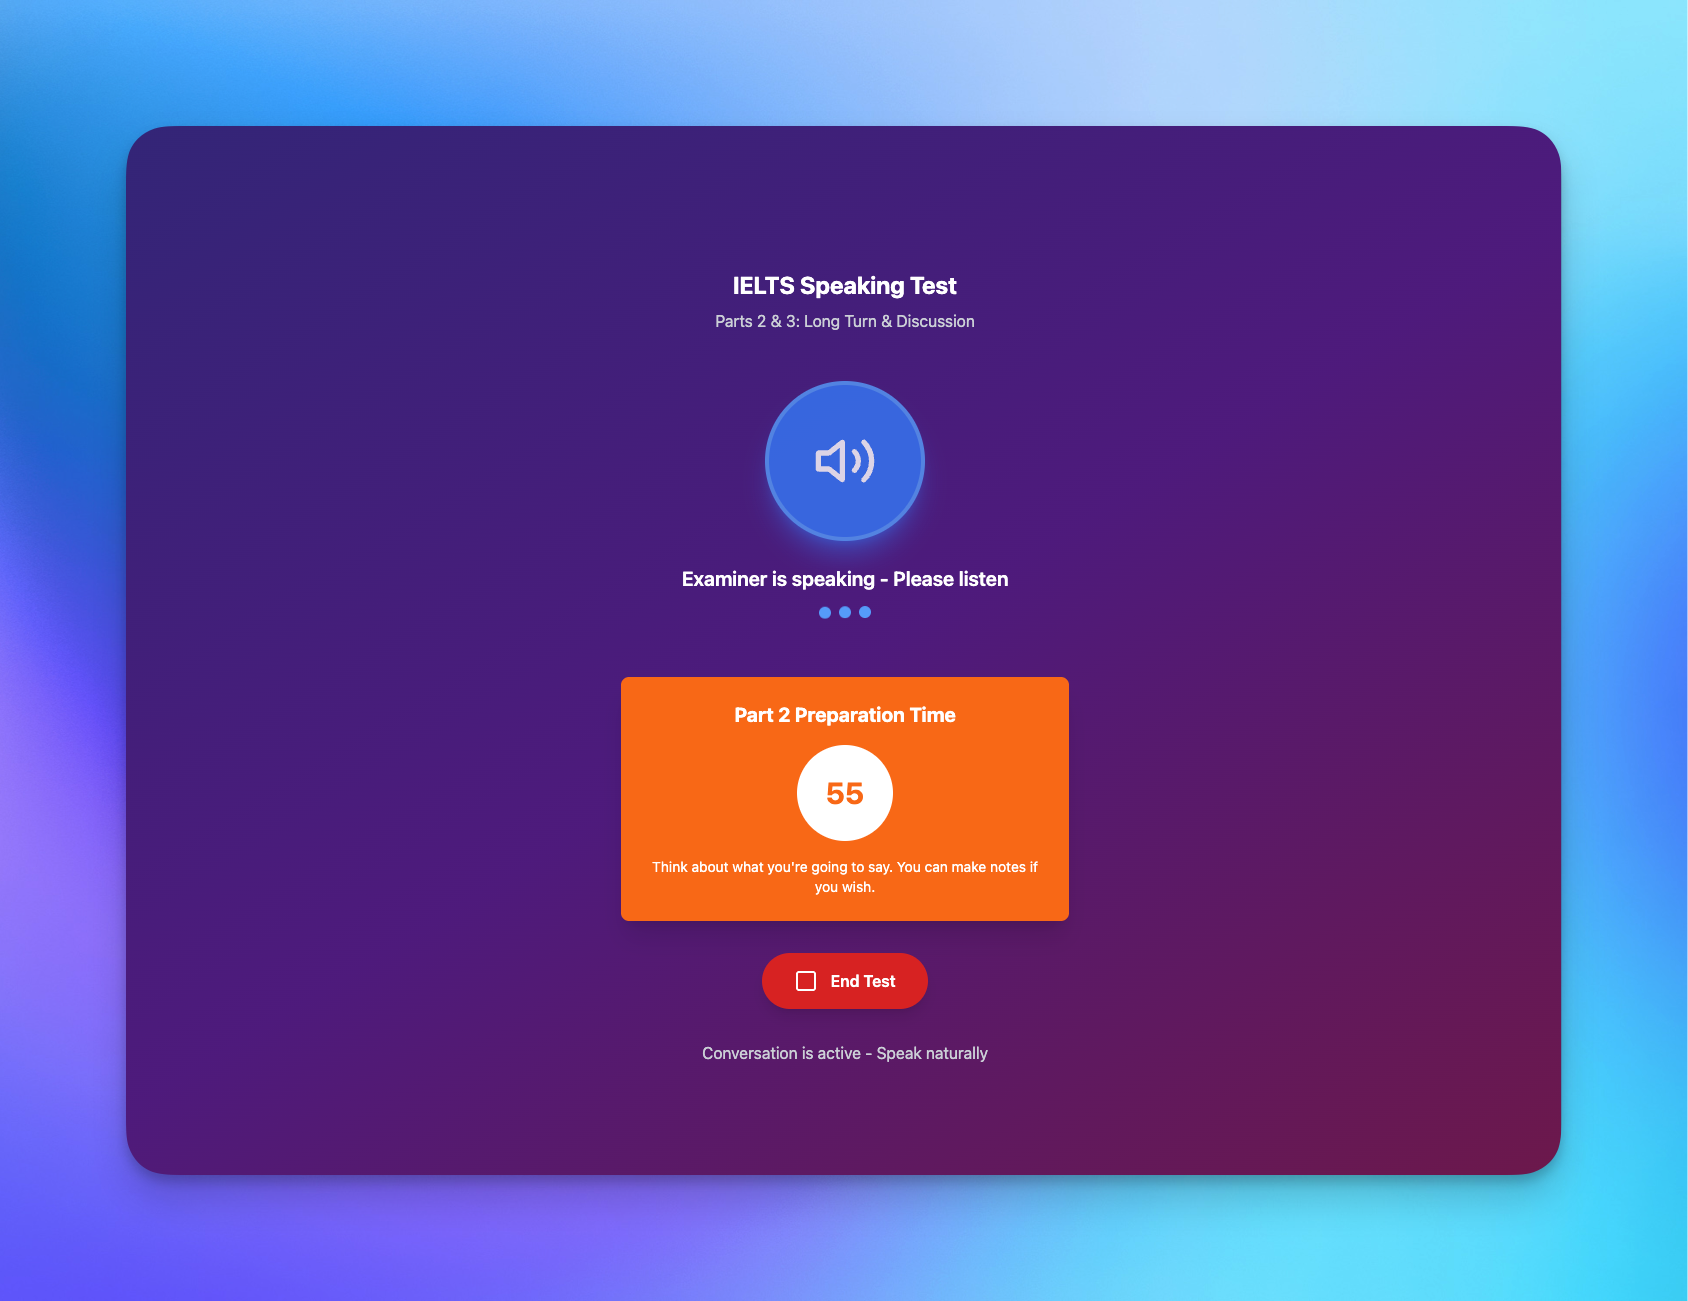 IELTS Speaking Test
Parts 2 & 3: Long Turn & Discussion
Examiner is speaking - Please listen
Part 2 Preparation Time
55
Think about what you're going to say. You can make notes if
you wish.
End Test
Conversation is active - Speak naturally